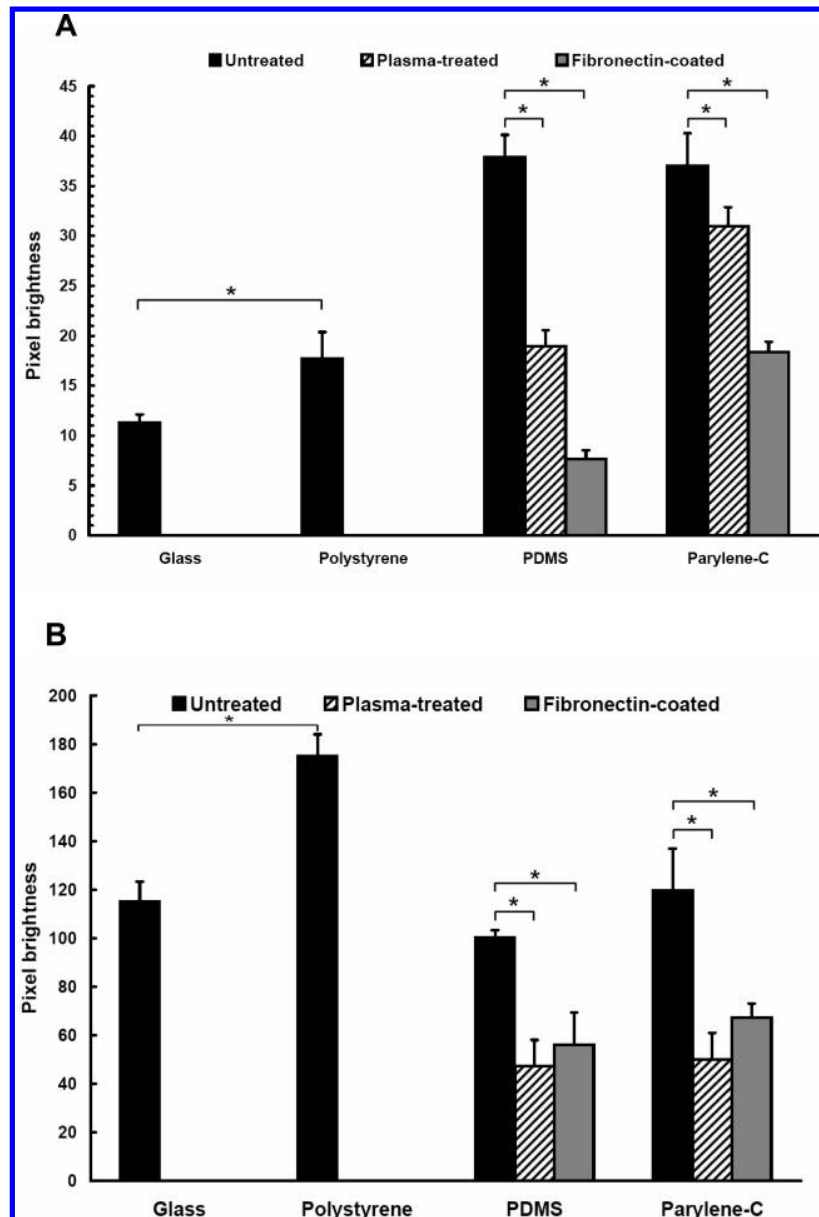 A
Untreated Plasma-treated Fibronectin-coated
45
40
35
30
25
20
15
10
5
0
Pixel brightness
* * * * *
Glass Polystyrene PDMS Parylene-C
B
Untreated Plasma-treated Fibronectin-coated
200
180
160
140
120
100
80
60
40
20
0
Pixel brightness
* * * * *
Glass Polystyrene PDMS Parylene-C